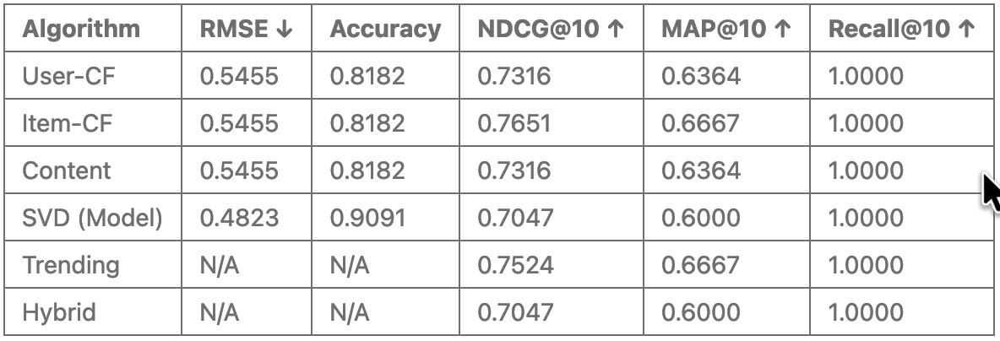 Algorithm RMSE ↓ Accuracy NDCG@10 ↑ MAP@10 ↑ Recall@10 ↑
User-CF 0.5455 0.8182 0.7316 0.6364 1.0000
Item-CF 0.5455 0.8182 0.7651 0.6667 1.0000
Content 0.5455 0.8182 0.7316 0.6364 1.0000
SVD (Model) 0.4823 0.9091 0.7047 0.6000 1.0000
Trending N/A N/A 0.7524 0.6667 1.0000
Hybrid N/A N/A 0.7047 0.6000 1.0000